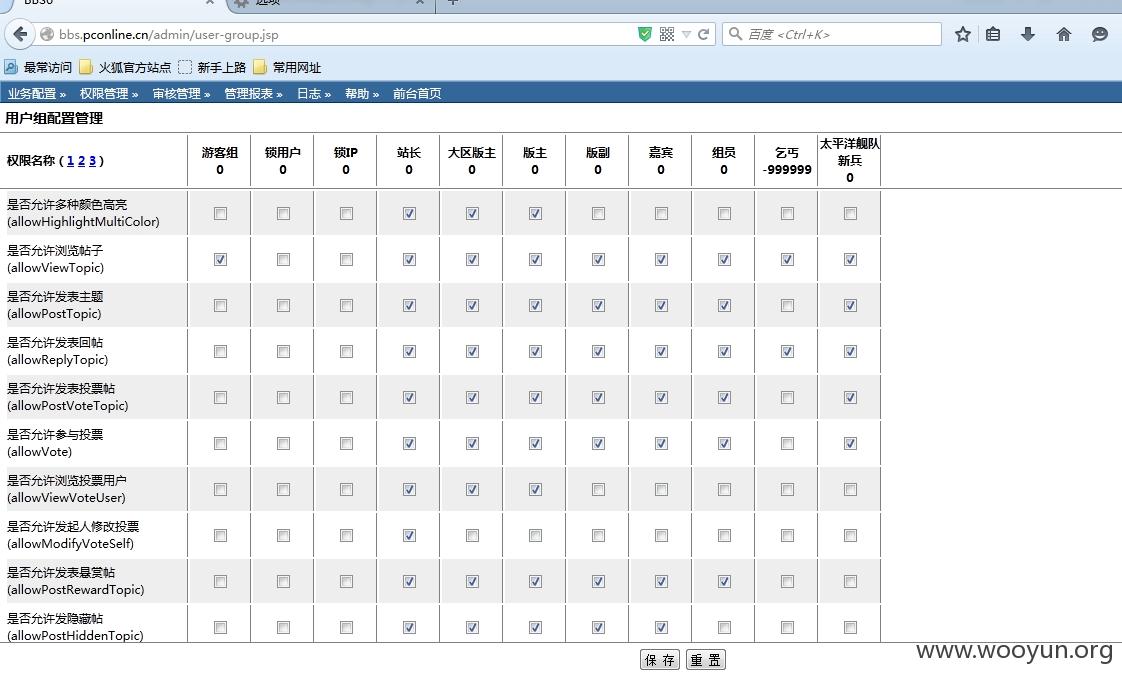 BBS6
选项
bbs.pconline.cn/admin/user-group.jsp
百度 <Ctrl+K>
最常访问 火狐官方站点 新手上路 常用网址
业务配置 » 权限管理 » 审核管理 » 管理报表 » 日志 » 帮助 » 前台首页
用户组配置管理
权限名称 ( 1 2 3 )
游客组
0
锁用户
0
锁IP
0
站长
0
大区版主
0
版主
0
版副
0
嘉宾
0
组员
0
乞丐
-999999
太平洋舰队
新兵
0
是否允许多种颜色高亮
(allowHighlightMultiColor)
是否允许浏览帖子
(allowViewTopic)
是否允许发表主题
(allowPostTopic)
是否允许发表回帖
(allowReplyTopic)
是否允许发表投票帖
(allowPostVoteTopic)
是否允许参与投票
(allowVote)
是否允许浏览投票用户
(allowViewVoteUser)
是否允许发起人修改投票
(allowModifyVoteSelf)
是否允许发表悬赏帖
(allowPostRewardTopic)
是否允许发隐藏帖
(allowPostHiddenTopic)
保 存 重 置
www.wooyun.org